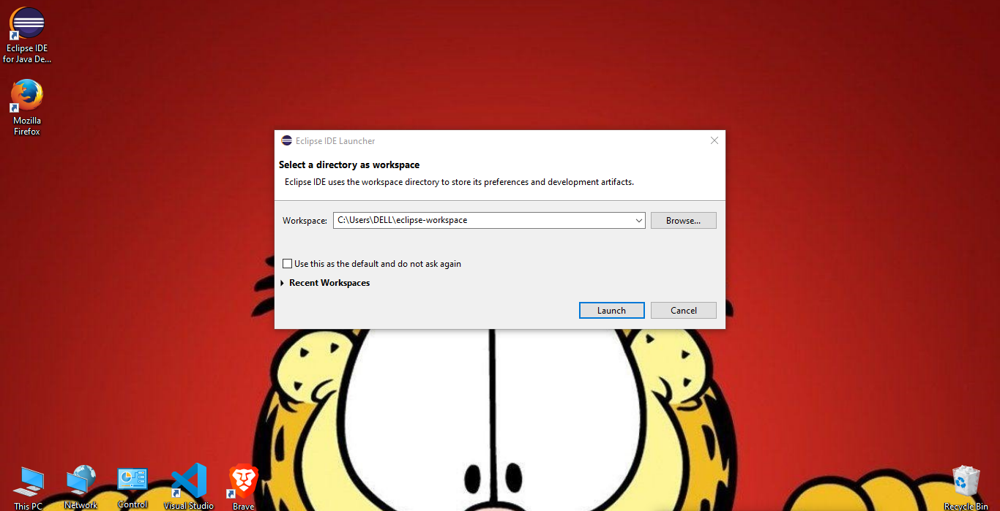 Eclipse IDE
for Java De...
Mozilla
Firefox
Eclipse IDE Launcher
Select a directory as workspace
Eclipse IDE uses the workspace directory to store its preferences and development artifacts.
Workspace: C:\Users\DELL\eclipse-workspace Browse...
Use this as the default and do not ask again
Recent Workspaces
Launch Cancel
This PC Network Control Visual Studio Brave Recycle Bin